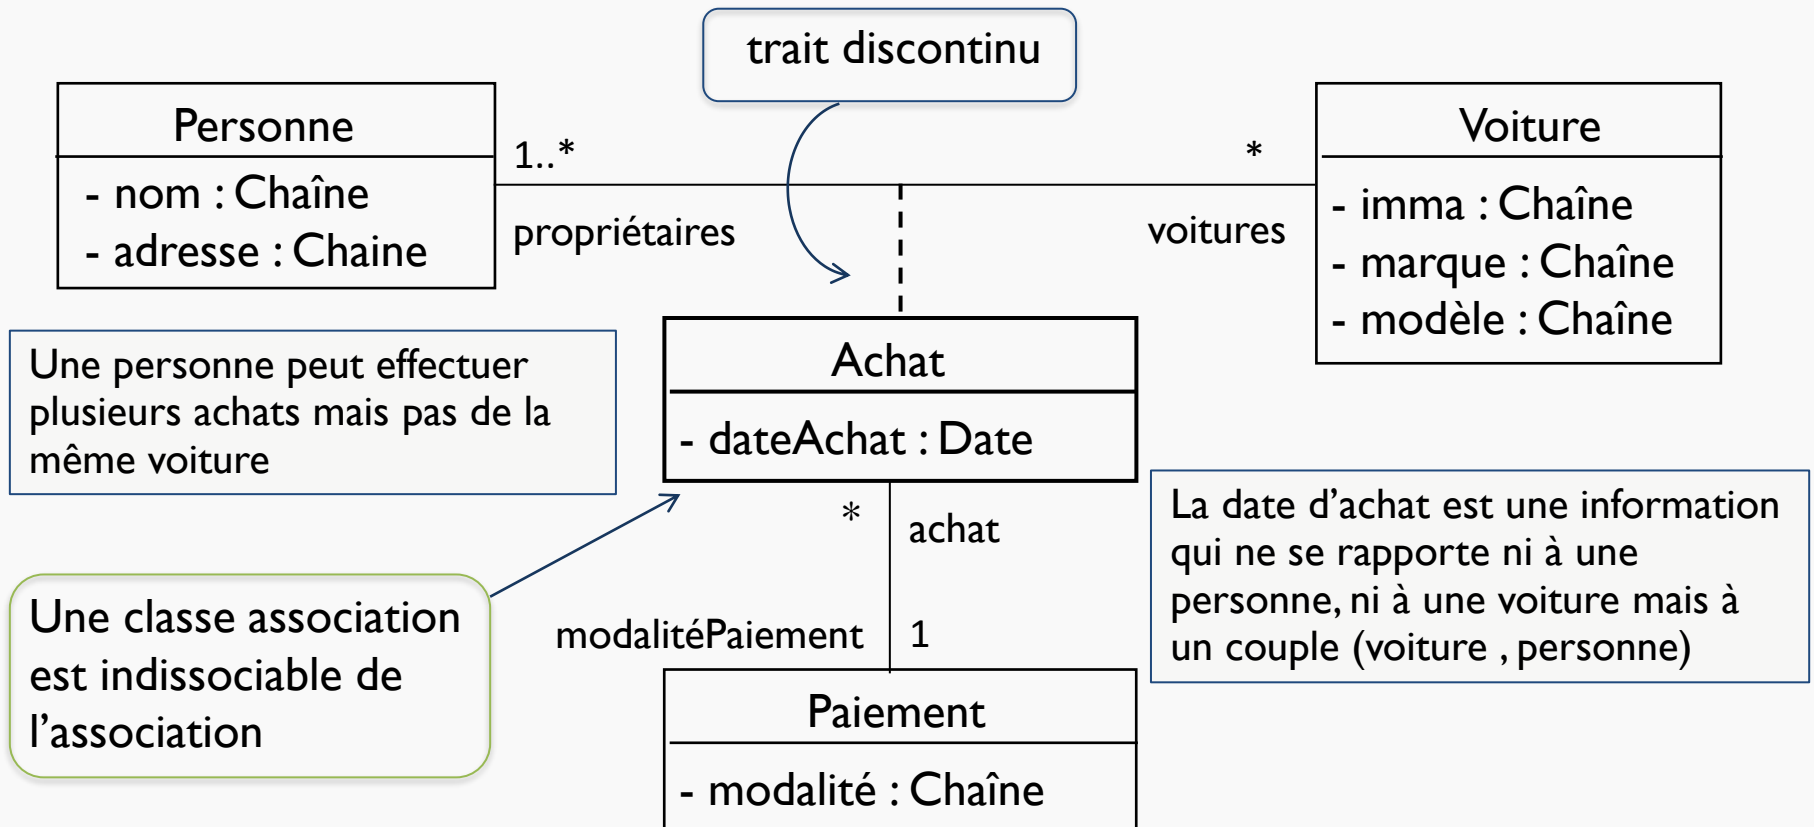 trait discontinu
Personne
- nom : Chaîne
- adresse : Chaine
1..*
propriétaires
*
voitures
Voiture
- imma : Chaîne
- marque : Chaîne
- modèle : Chaîne
Une personne peut effectuer
plusieurs achats mais pas de la
même voiture
Achat
- dateAchat : Date
La date d’achat est une information
qui ne se rapporte ni à une
personne, ni à une voiture mais à
un couple (voiture , personne)
*
achat
Une classe association
est indissociable de
l’association
modalitéPaiement
1
Paiement
- modalité : Chaîne